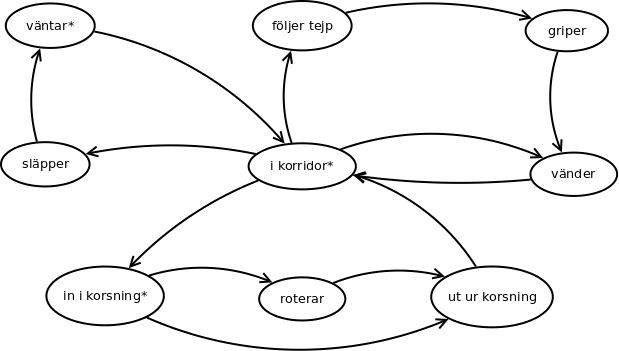 väntar*
följer tejp
griper
släpper
i korridor*
vänder
in i korsning*
roterar
ut ur korsning